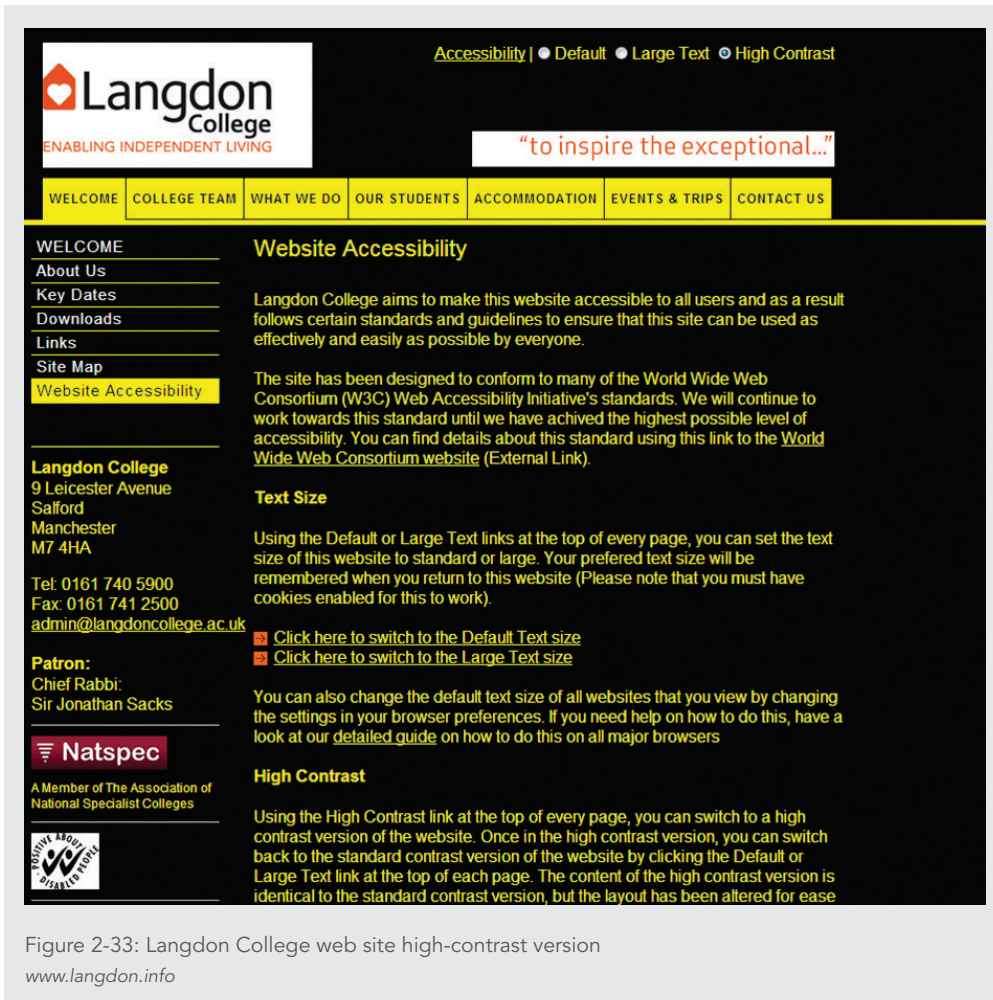 Langdon
College
ENABLING INDEPENDENT LIVING
Accessibility | Default Large Text High Contrast
“to inspire the exceptional...”
WELCOME COLLEGE TEAM WHAT WE DO OUR STUDENTS ACCOMMODATION EVENTS & TRIPS CONTACT US
WELCOME
About Us
Key Dates
Downloads
Links
Site Map
Website Accessibility
Langdon College
9 Leicester Avenue
Salford
Manchester
M7 4HA
Tel: 0161 740 5900
Fax: 0161 741 2500
admin@langdoncollege.ac.uk
Patron:
Chief Rabbi:
Sir Jonathan Sacks
Natspec
A Member of The Association of
National Specialist Colleges
POSITIVE ABOUT
DISABLED PEOPLE
Website Accessibility
Langdon College aims to make this website accessible to all users and as a result
follows certain standards and guidelines to ensure that this site can be used as
effectively and easily as possible by everyone.
The site has been designed to conform to many of the World Wide Web
Consortium (W3C) Web Accessibility Initiative's standards. We will continue to
work towards this standard until we have achived the highest possible level of
accessibility. You can find details about this standard using this link to the World
Wide Web Consortium website (External Link).
Text Size
Using the Default or Large Text links at the top of every page, you can set the text
size of this website to standard or large. Your prefered text size will be
remembered when you return to this website (Please note that you must have
cookies enabled for this to work).
Click here to switch to the Default Text size
Click here to switch to the Large Text size
You can also change the default text size of all websites that you view by changing
the settings in your browser preferences. If you need help on how to do this, have a
look at our detailed guide on how to do this on all major browsers
High Contrast
Using the High Contrast link at the top of every page, you can switch to a high
contrast version of the website. Once in the high contrast version, you can switch
back to the standard contrast version of the website by clicking the Default or
Large Text link at the top of each page. The content of the high contrast version is
identical to the standard contrast version, but the layout has been altered for ease
Figure 2-33: Langdon College web site high-contrast version
www.langdon.info